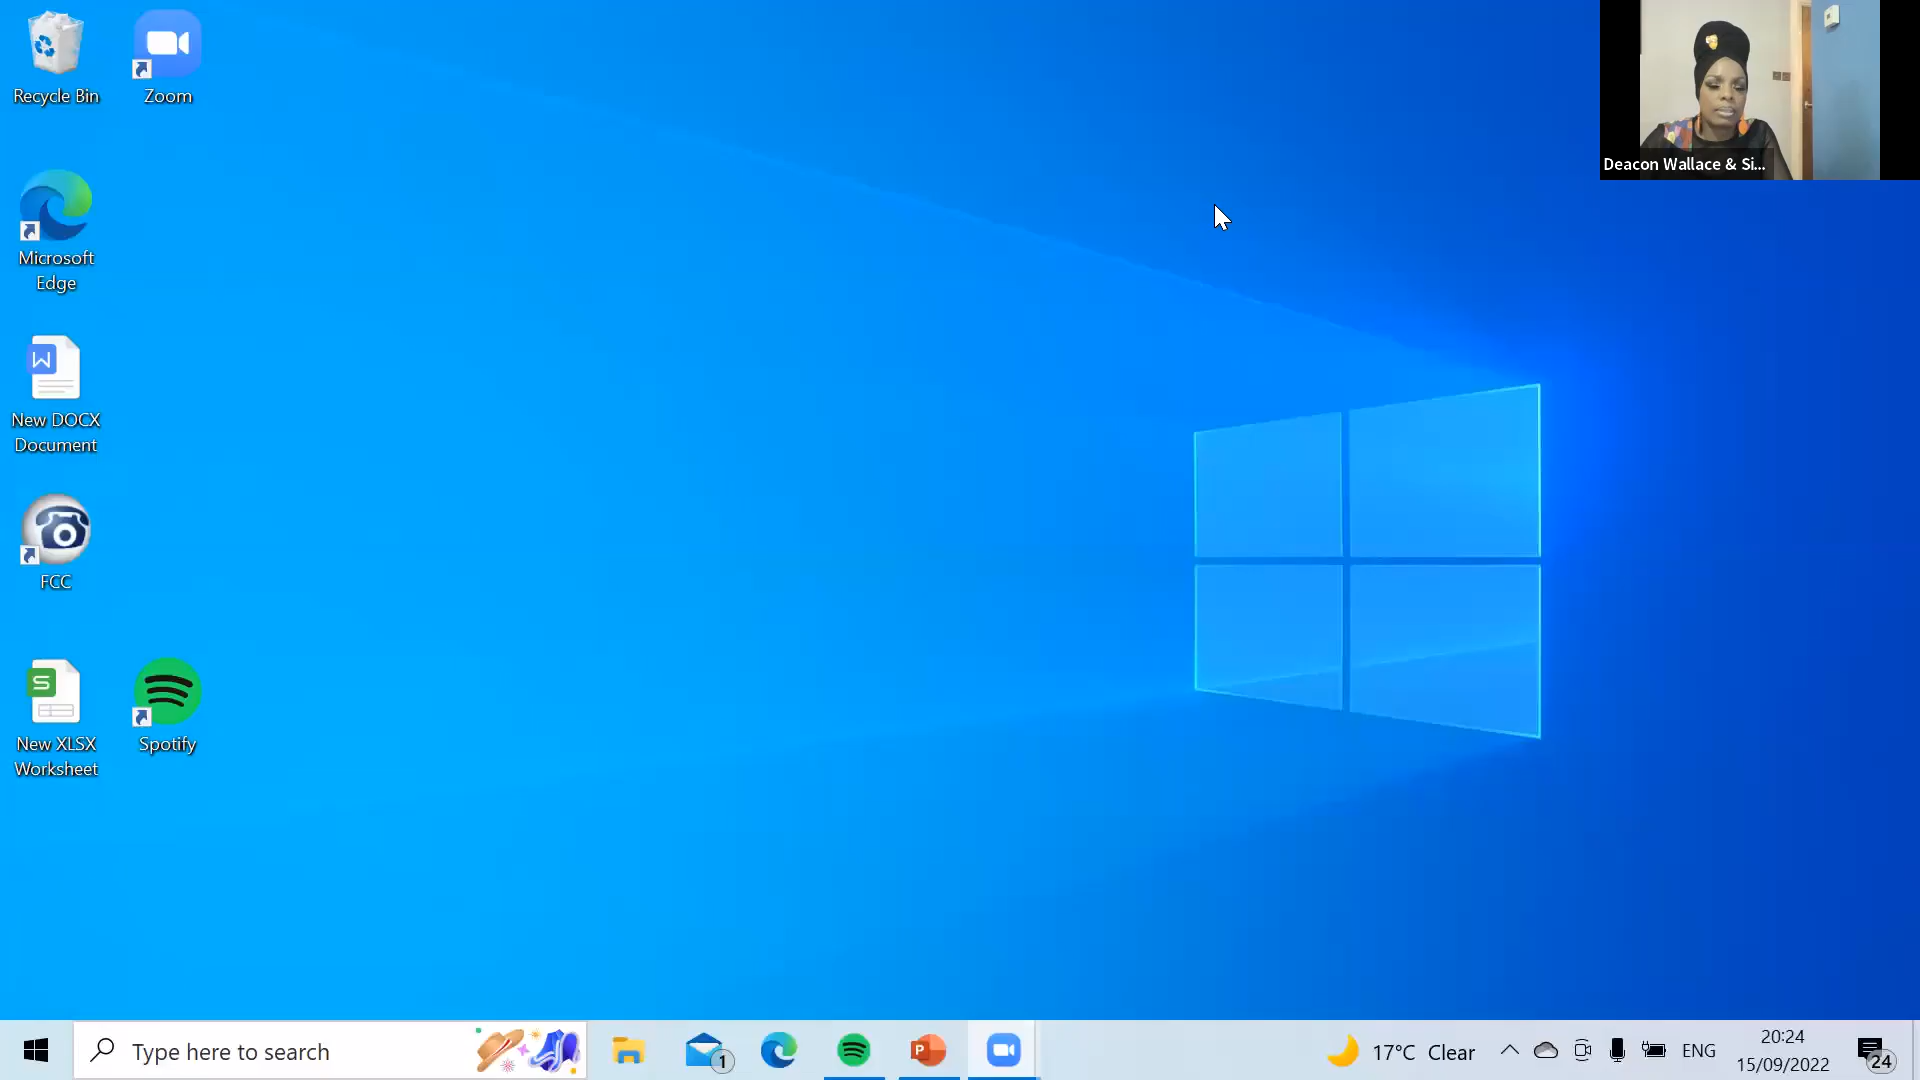 Recycle Bin
Zoom
Deacon Wallace & Si...
Microsoft
Edge
W
New DOCX
Document
FCC
S
New XLSX
Worksheet
Spotify
Type here to search
1
P
17°C Clear
ENG
20:24
15/09/2022
24